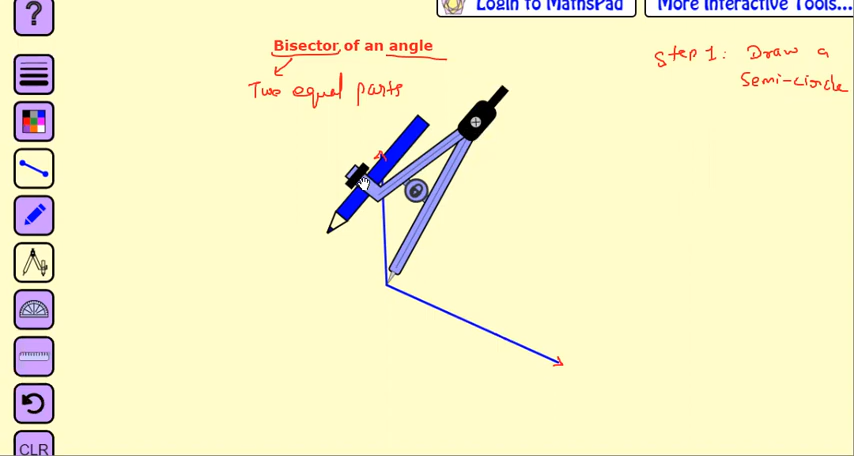 ?
Login to MathsPad
More Interactive Tools...
Bisector of an angle
Two equal parts
Step 1: Draw a
Semi-circle
CLR